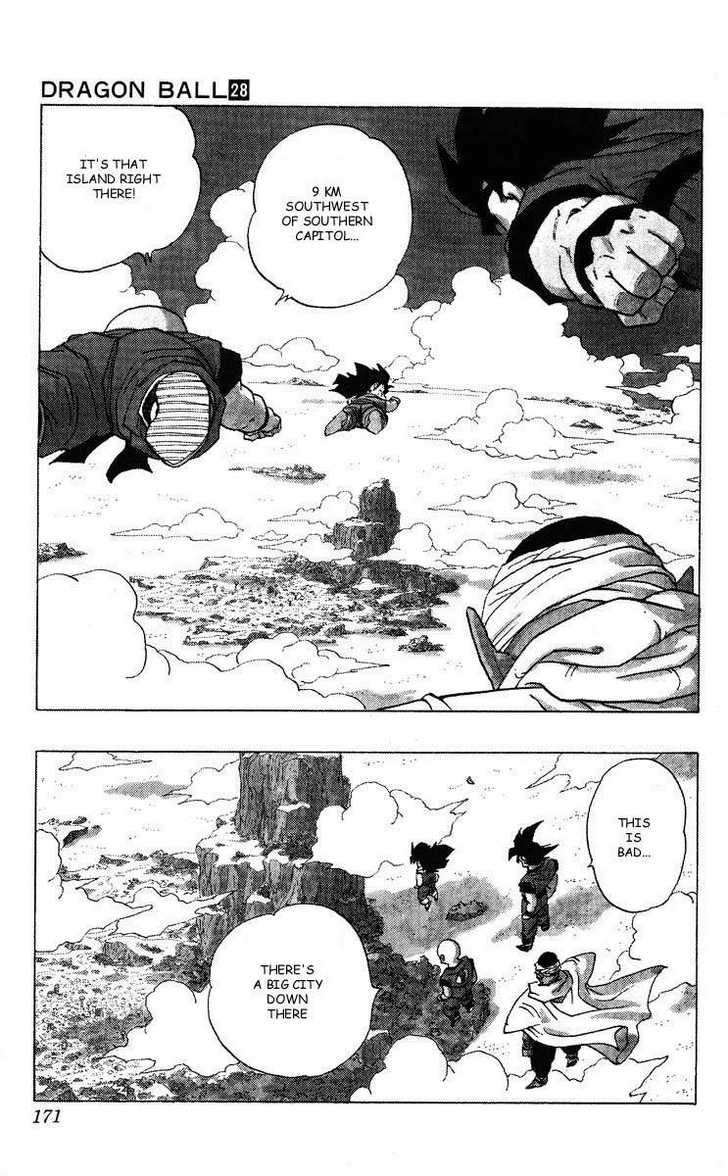 DRAGON BALL 28
9 KM
SOUTHWEST
OF SOUTHERN
CAPITOL...
IT'S THAT
ISLAND RIGHT
THERE!
THIS
IS
BAD...
THERE'S
A BIG CITY
DOWN
THERE
171